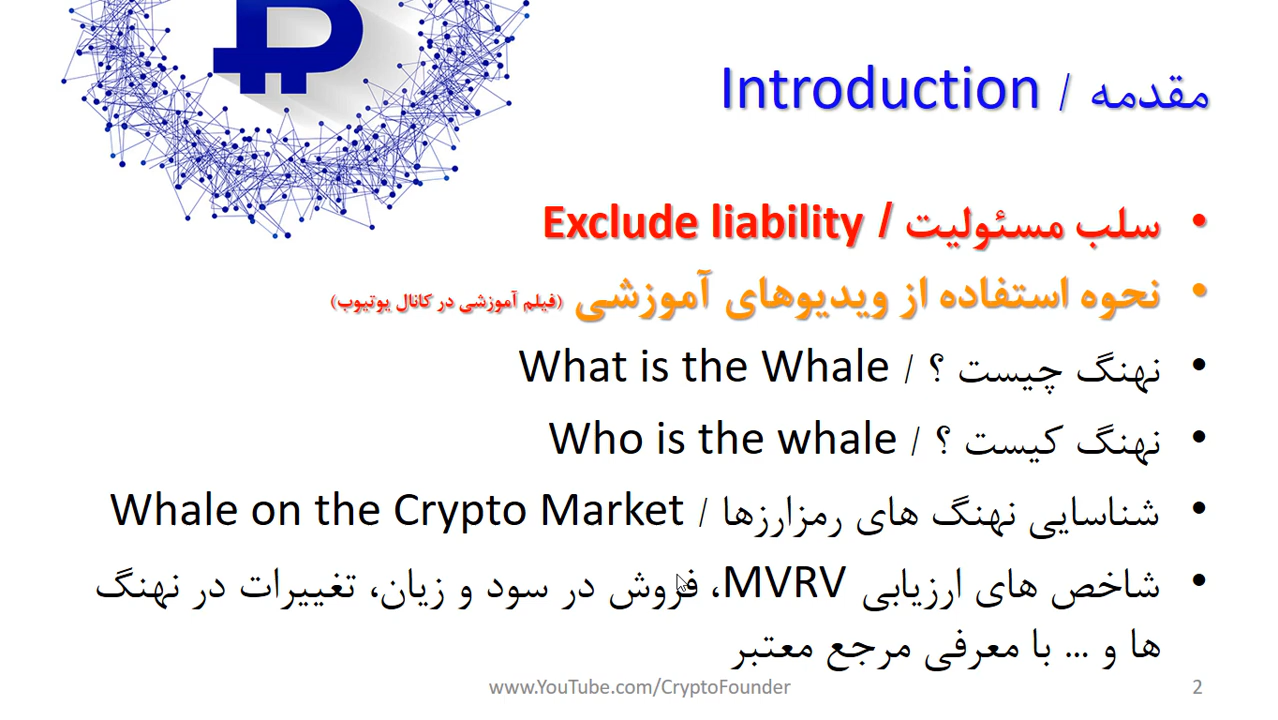 مقدمه / Introduction
• سلب مسئولیت / Exclude liability
• نحوه استفاده از ویدیوهای آموزشی (فیلم آموزشی در کانال یوتیوب)
• نهنگ چیست ؟ / What is the Whale
• نهنگ کیست ؟ / Who is the whale
• شناسایی نهنگ های رمزارزها / Whale on the Crypto Market
• شاخص های ارزیابی MVRV، فروش در سود و زیان، تغییرات در نهنگ
ها و ... با معرفی مرجع معتبر
www.YouTube.com/CryptoFounder
2